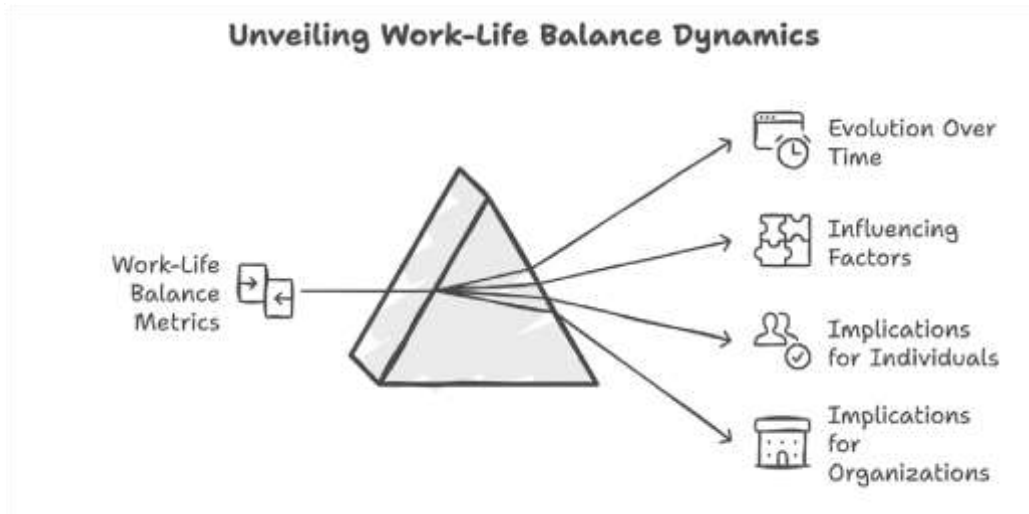 Unveiling Work-Life Balance Dynamics
Work-Life
Balance
Metrics
Evolution Over
Time
Influencing
Factors
Implications
for Individuals
Implications
for
Organizations